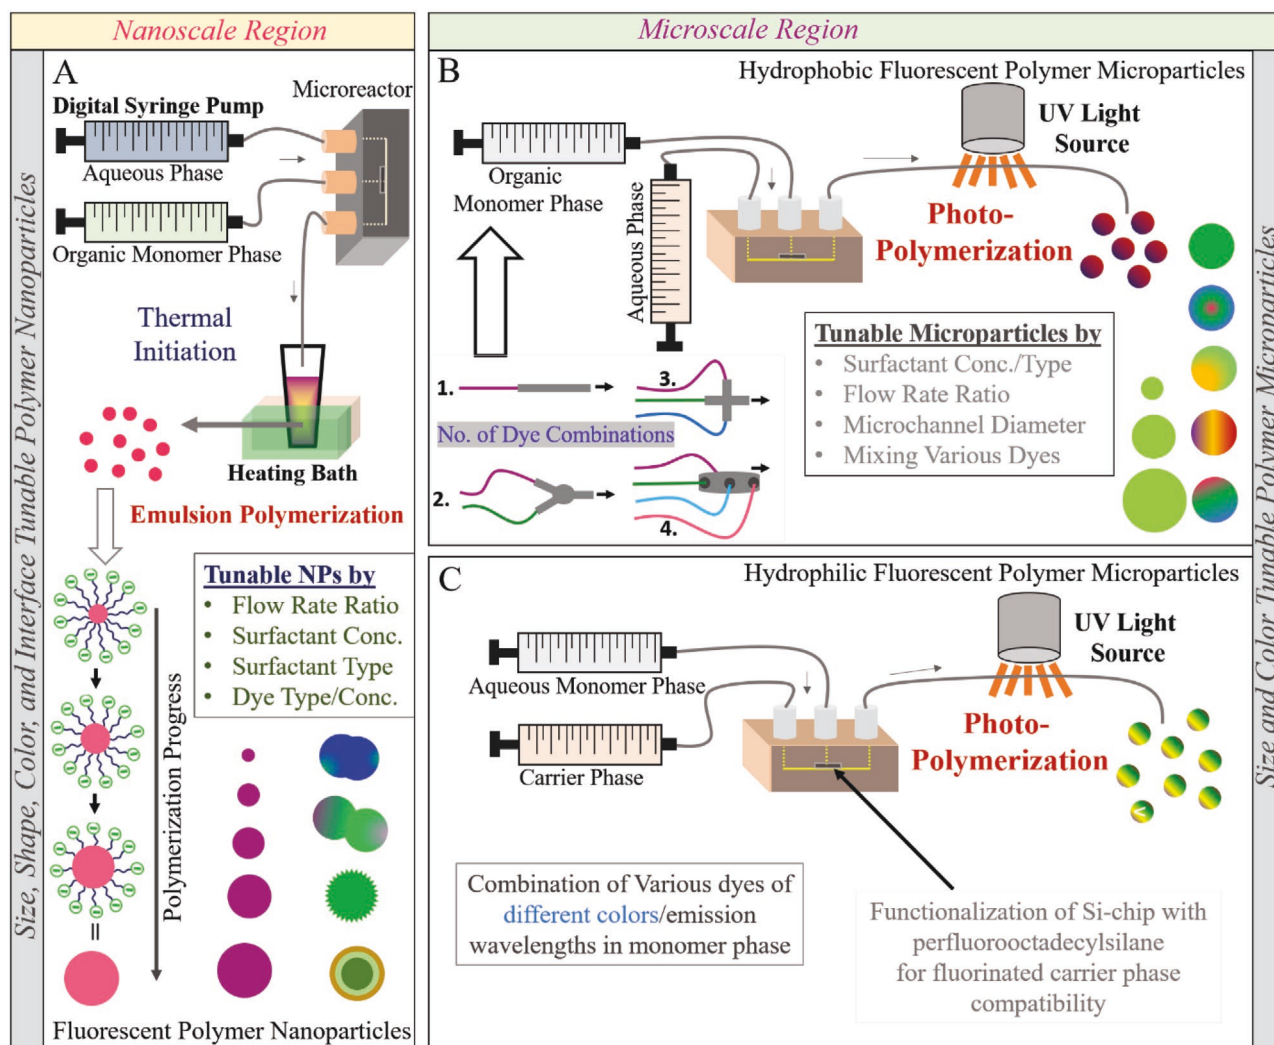 Nanoscale Region
Microscale Region
Size, Shape, Color, and Interface Tunable Polymer Nanoparticles
A
Microreactor
Digital Syringe Pump
Aqueous Phase
Organic Monomer Phase
Thermal
Initiation
Heating Bath
Emulsion Polymerization
Tunable NPs by
• Flow Rate Ratio
• Surfactant Conc.
• Surfactant Type
• Dye Type/Conc.
Polymerization Progress
=
Fluorescent Polymer Nanoparticles
B
Hydrophobic Fluorescent Polymer Microparticles
UV Light
Source
Organic
Monomer Phase
Aqueous Phase
Photo-
Polymerization
Tunable Microparticles by
• Surfactant Conc./Type
• Flow Rate Ratio
• Microchannel Diameter
• Mixing Various Dyes
1.
3.
No. of Dye Combinations
2.
4.
C
Hydrophilic Fluorescent Polymer Microparticles
UV Light
Source
Aqueous Monomer Phase
Carrier Phase
Photo-
Polymerization
Combination of Various dyes of
different colors/emission
wavelengths in monomer phase
Functionalization of Si-chip with
perfluorooctadecylsilane
for fluorinated carrier phase
compatibility
Size and Color Tunable Polymer Microparticles